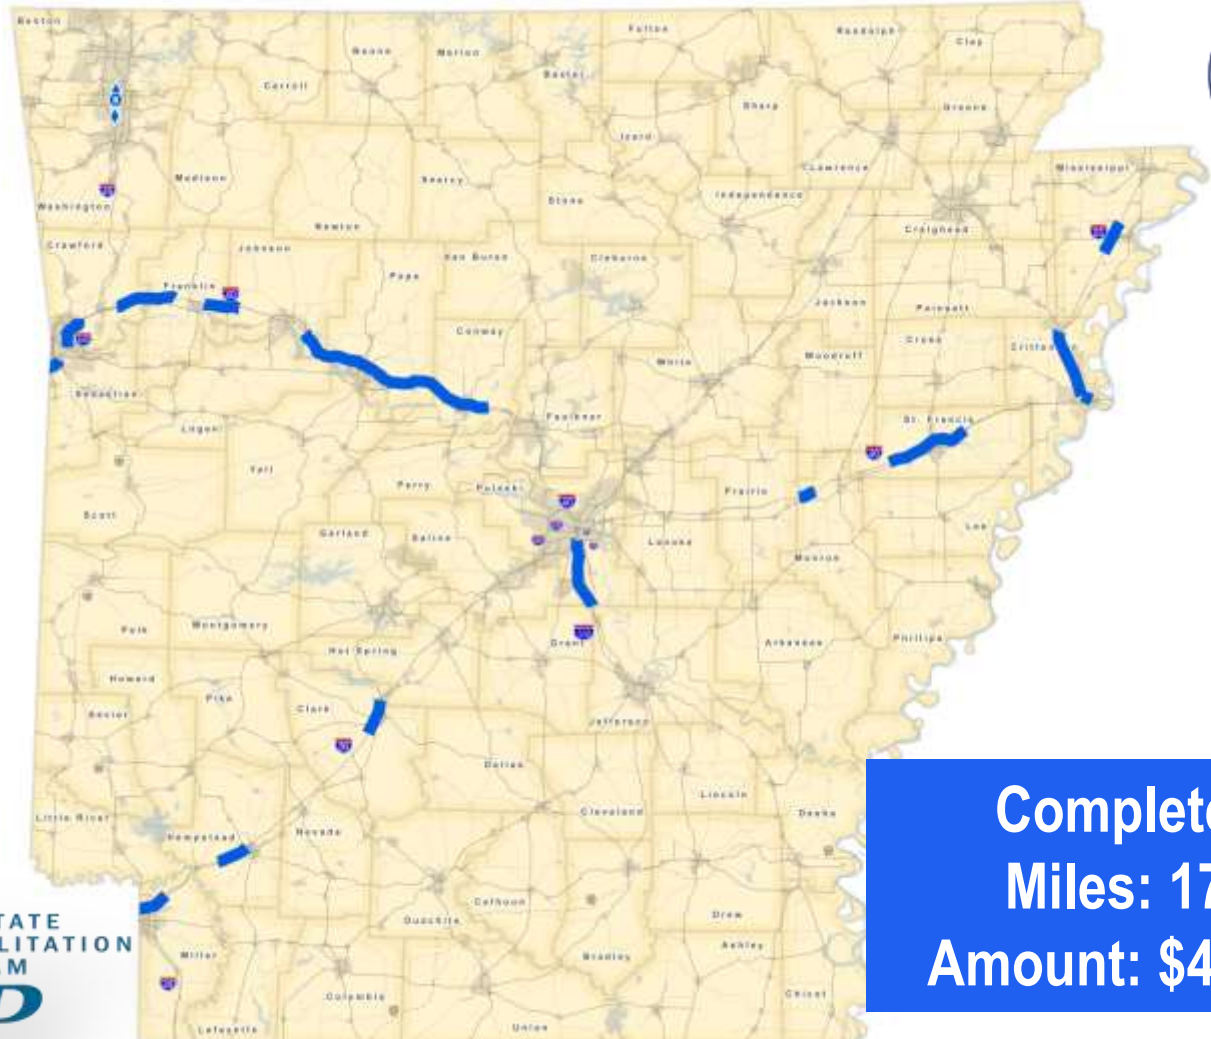 Benton
Boone
Marion
Fulton
Randolph
Clay
Carroll
Baxter
Sharp
Greene
Izard
Lawrence
Mississippi
Madison
Searcy
Stone
Independence
Washington
Newton
Craighead
Crawford
Johnson
Van Buren
Cleburne
Pope
Franklin
Jackson
Poinsett
Conway
Cross
Crittenden
White
Woodruff
Sebastian
Faulkner
St. Francis
Logan
Yell
Perry
Pulaski
Prairie
Scott
Garland
Saline
Lonoke
Lee
Monroe
Polk
Montgomery
Hot Spring
Grant
Arkansas
Phillips
Howard
Pike
Clark
Sevier
Jefferson
Dallas
Lincoln
Cleveland
Desha
Little River
Hempstead
Nevada
Calhoun
Ouachita
Drew
Ashley
Miller
Bradley
Columbia
Chicot
Union
Lafayette
Complete
Miles: 17
Amount: $4
TATE
LITATION
M
D